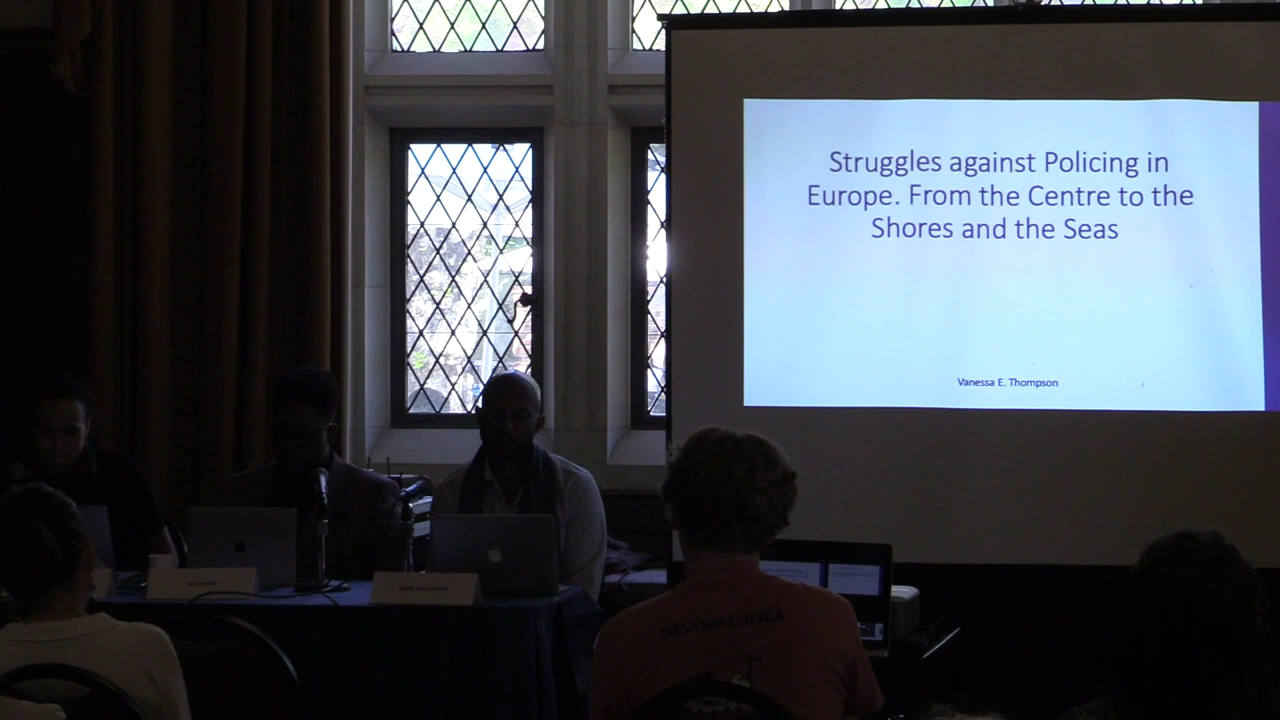 Struggles against Policing in
Europe. From the Centre to the
Shores and the Seas
Vanessa E. Thompson
DEVOPALOOZA